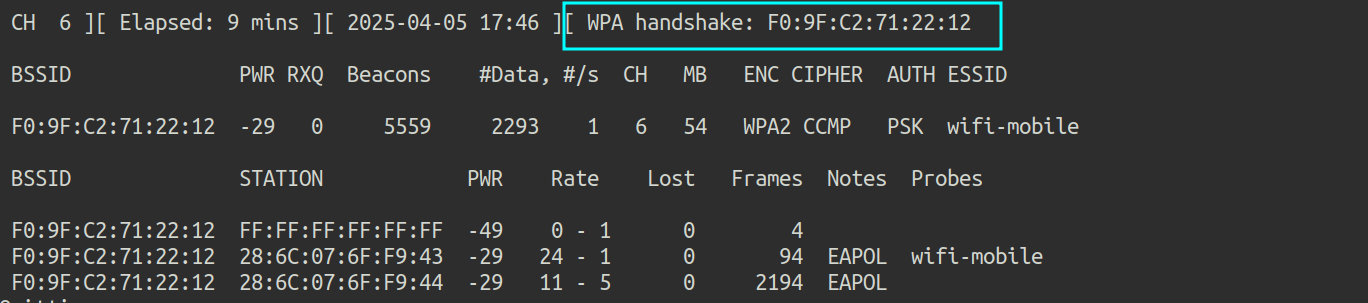 CH  6 ][ Elapsed: 9 mins ][ 2025-04-05 17:46 ][ WPA handshake: F0:9F:C2:71:22:12
BSSID              PWR RXQ  Beacons    #Data, #/s  CH   MB   ENC CIPHER  AUTH ESSID
F0:9F:C2:71:22:12  -29   0     5559     2293    1   6   54   WPA2 CCMP   PSK  wifi-mobile
BSSID              STATION            PWR    Rate    Lost   Frames  Notes  Probes
F0:9F:C2:71:22:12  FF:FF:FF:FF:FF:FF  -49    0 - 1      0        4
F0:9F:C2:71:22:12  28:6C:07:6F:F9:43  -29   24 - 1      0       94  EAPOL  wifi-mobile
F0:9F:C2:71:22:12  28:6C:07:6F:F9:44  -29   11 - 5      0     2194  EAPOL